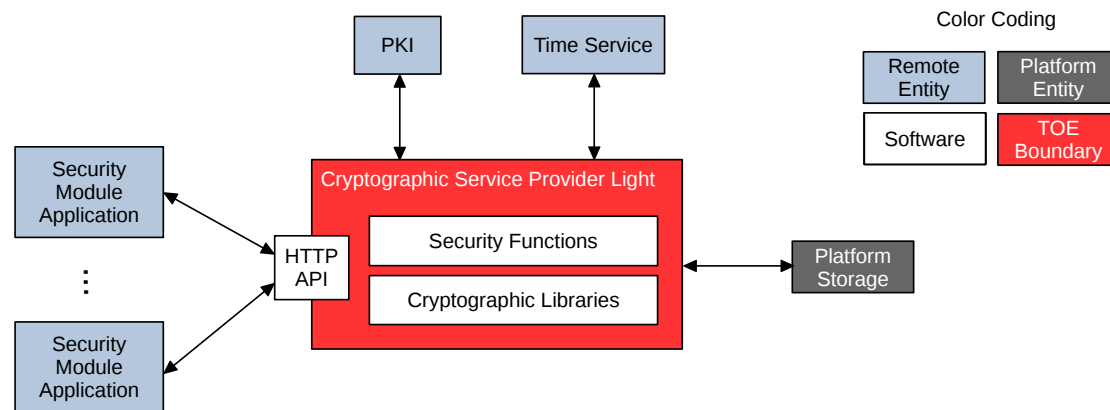 PKI
Time Service
Color Coding
Remote
Entity
Platform
Entity
Software
TOE
Boundary
Security
Module
Application
...
Security
Module
Application
HTTP
API
Cryptographic Service Provider Light
Security Functions
Cryptographic Libraries
Platform
Storage